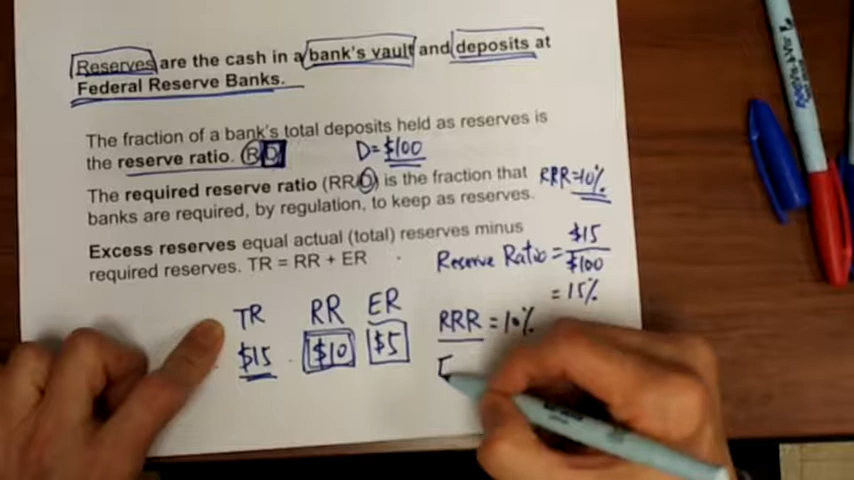 Reserves are the cash in a bank's vault and deposits at
Federal Reserve Banks.
The fraction of a bank's total deposits held as reserves is
the reserve ratio. (R/D) D=$100
The required reserve ratio (RR/D) is the fraction that RRR=10%
banks are required, by regulation, to keep as reserves.
Excess reserves equal actual (total) reserves minus
required reserves. TR = RR + ER
Reserve Ratio = $15
$100
= 15%
TR RR ER RRR = 10%
$15 $10 $5